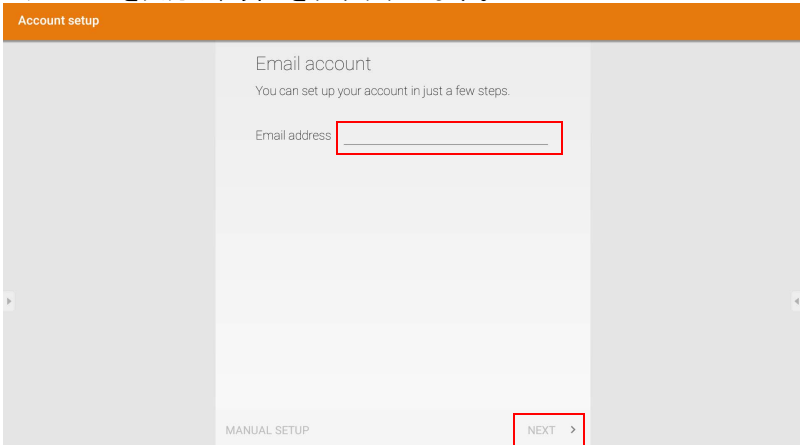 Account setup
Email account
You can set up your account in just a few steps.
Email address
MANUAL SETUP NEXT